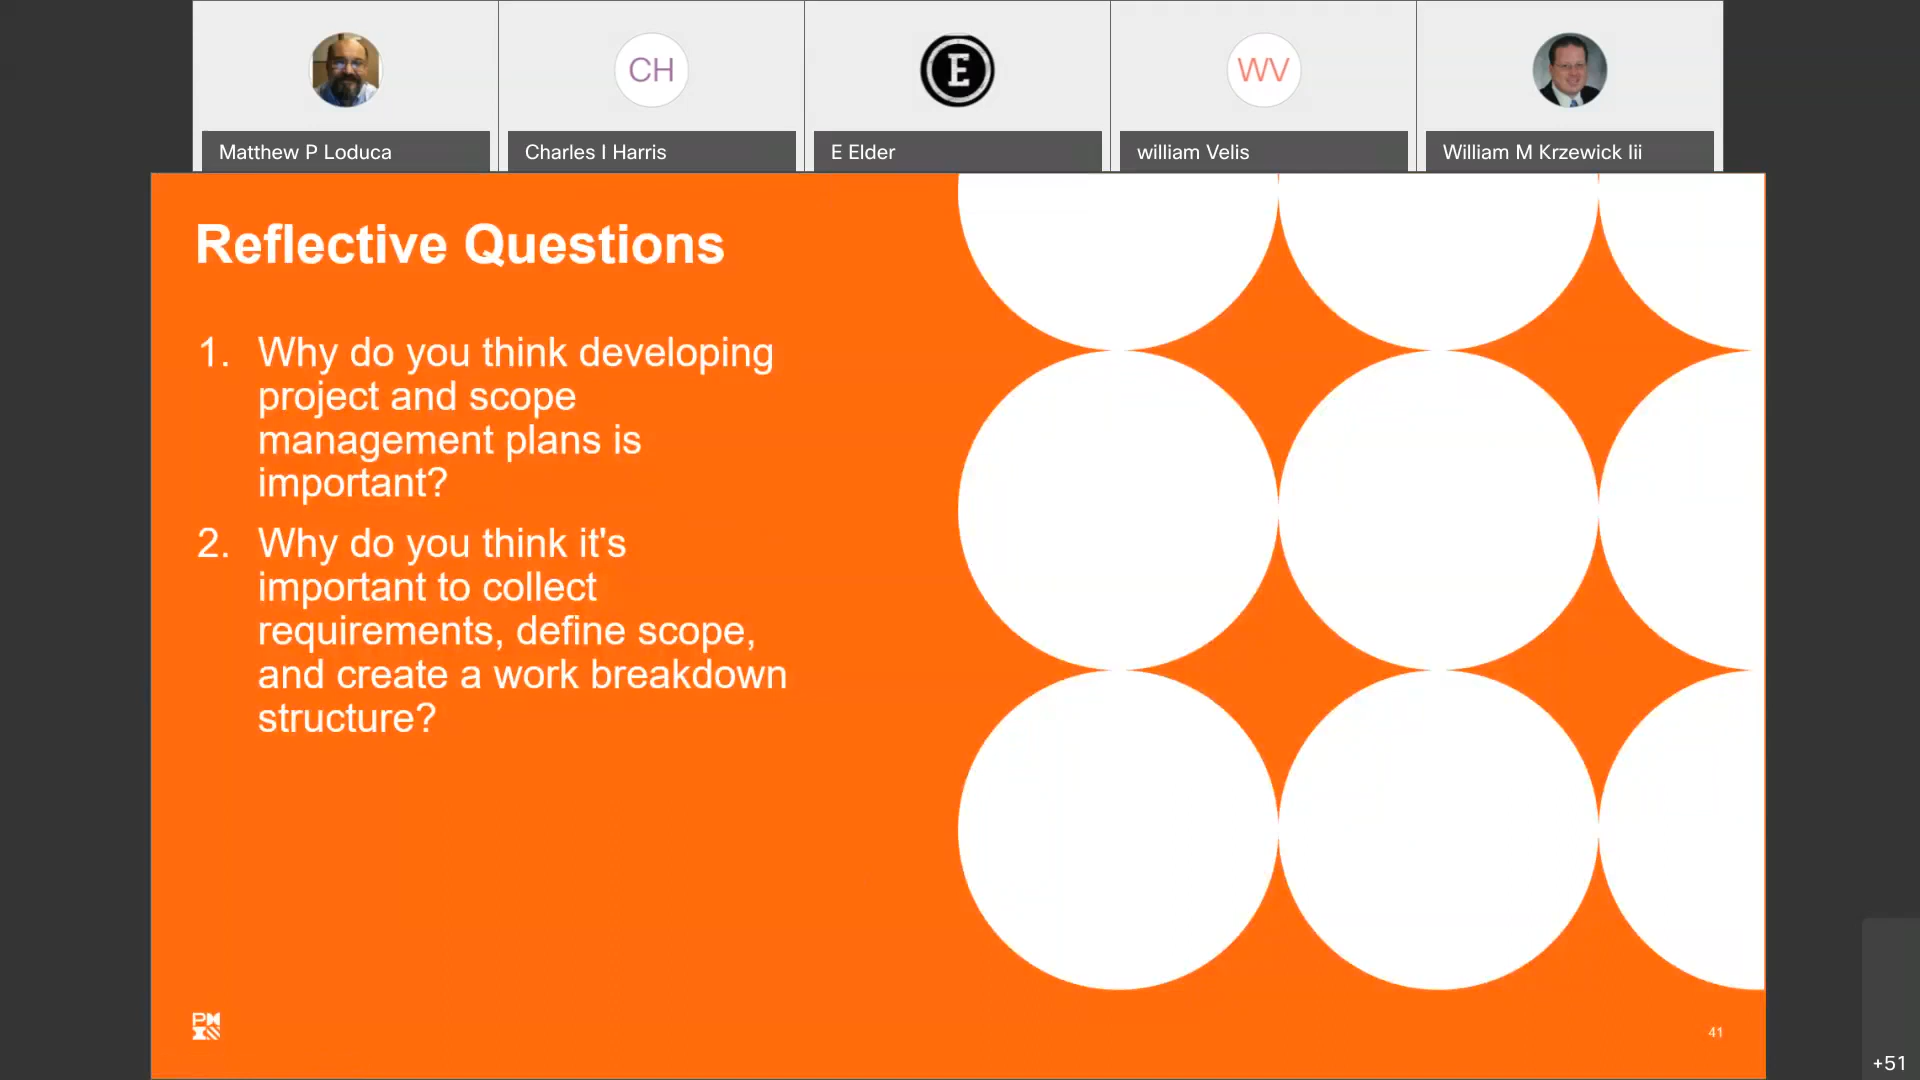 CH
E
WV
Matthew P Loduca
Charles I Harris
E Elder
william Velis
William M Krzewick Iii
Reflective Questions
1. Why do you think developing
project and scope
management plans is
important?
2. Why do you think it's
important to collect
requirements, define scope,
and create a work breakdown
structure?
PM
41
+51